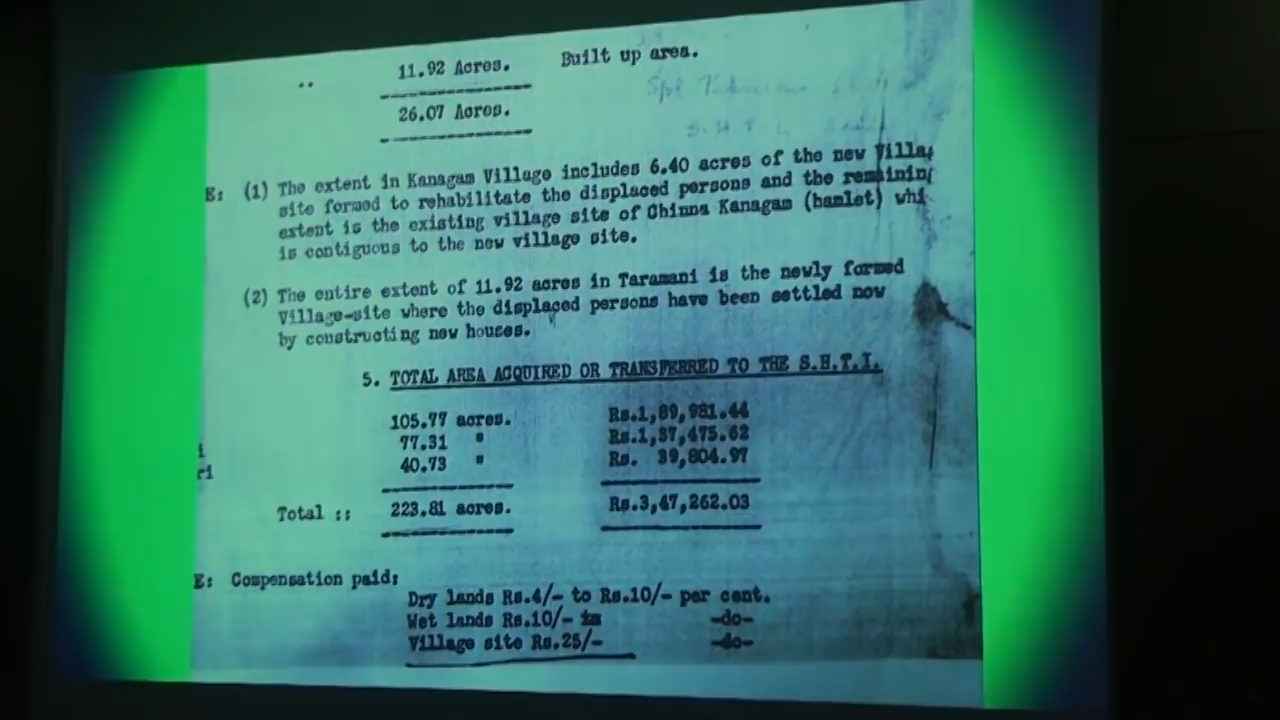 .. 11.92 Acres. Built up area.
26.07 Acres.
E: (1) The extent in Kanagam Village includes 6.40 acres of the new Villa
site formed to rehabilitate the displaced persons and the remainin
extent is the existing village site of Chinna Kanagam (hamlet) whi
is contiguous to the new village site.
(2) The entire extent of 11.92 acres in Taramani is the newly formed
Village-site where the displaced persons have been settled now
by constructing new houses.
5. TOTAL AREA ACQUIRED OR TRANSFERRED TO THE S.H.T.I.
105.77 acres. Rs.1,89,981.44
77.31 " Rs.1,37,475.62
i
40.73 " Rs. 39,804.97
ri
Total :: 223.81 acres. Rs.3,47,262.03
E: Compensation paid:
Dry lands Rs.4/- to Rs.10/- per cent.
Wet lands Rs.10/- -do-
Village site Rs.25/- -do-